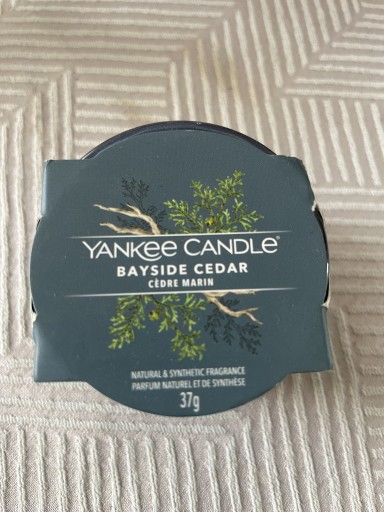 YANKEE CANDLE®
BAYSIDE CEDAR
CÈDRE MARIN
NATURAL & SYNTHETIC FRAGRANCE
PARFUM NATUREL ET DE SYNTHÈSE
37g